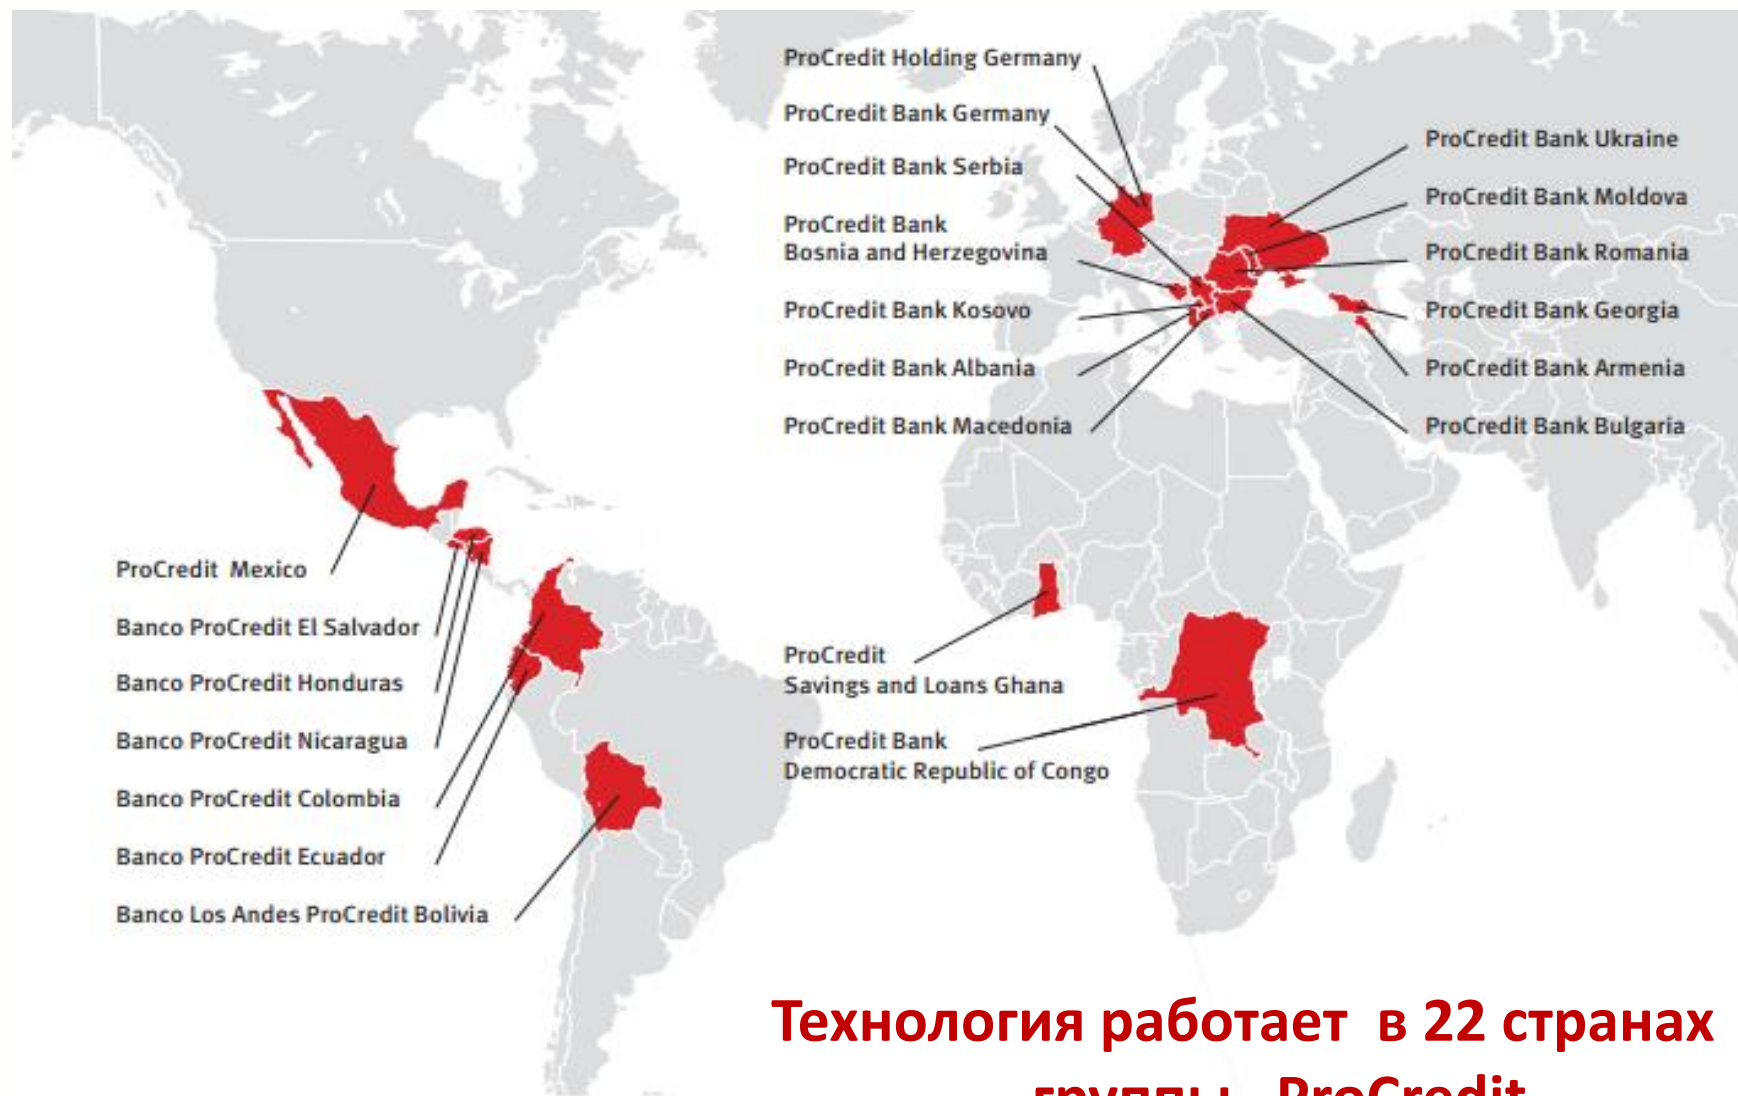 ProCredit Holding Germany
ProCredit Bank Germany
ProCredit Bank Serbia
ProCredit Bank
Bosnia and Herzegovina
ProCredit Bank Kosovo
ProCredit Bank Albania
ProCredit Bank Macedonia
ProCredit Bank Ukraine
ProCredit Bank Moldova
ProCredit Bank Romania
ProCredit Bank Georgia
ProCredit Bank Armenia
ProCredit Bank Bulgaria
ProCredit Mexico
Banco ProCredit El Salvador
Banco ProCredit Honduras
Banco ProCredit Nicaragua
Banco ProCredit Colombia
Banco ProCredit Ecuador
Banco Los Andes ProCredit Bolivia
ProCredit
Savings and Loans Ghana
ProCredit Bank
Democratic Republic of Congo
Технология работает в 22 странах
группы ProCredit